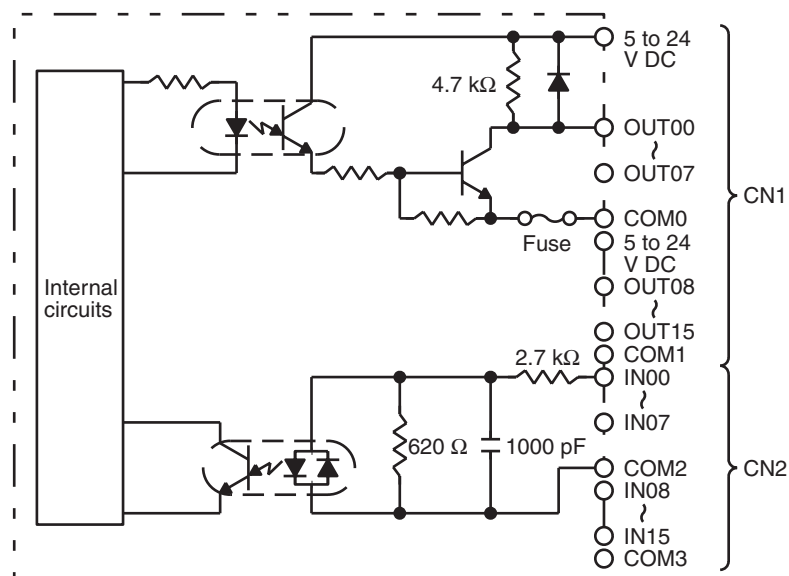 5 to 24
V DC
4.7 kΩ
OUT00
~
OUT07
CN1
COM0
Fuse
5 to 24
V DC
Internal
circuits
OUT08
~
OUT15
COM1
2.7 kΩ
IN00
~
IN07
620 Ω
1000 pF
COM2
CN2
IN08
~
IN15
COM3